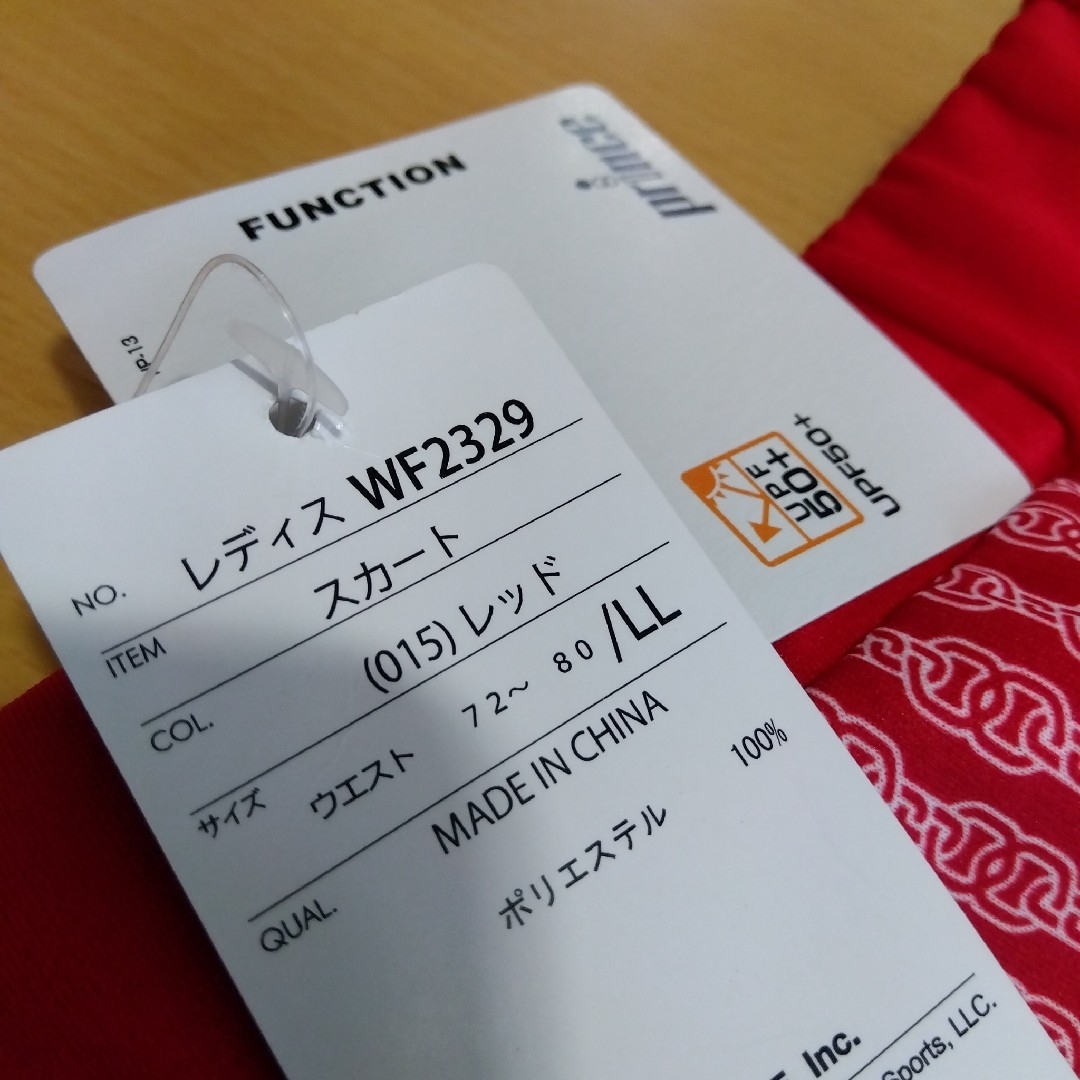 FUNCTION
prince
UPF
50+
UPF50+
NO. レディス WF2329
ITEM スカート
COL. (015) レッド
サイズ ウエスト 72～ 80 /LL
MADE IN CHINA
QUAL. ポリエステル 100%
Inc.
Sports, LLC.